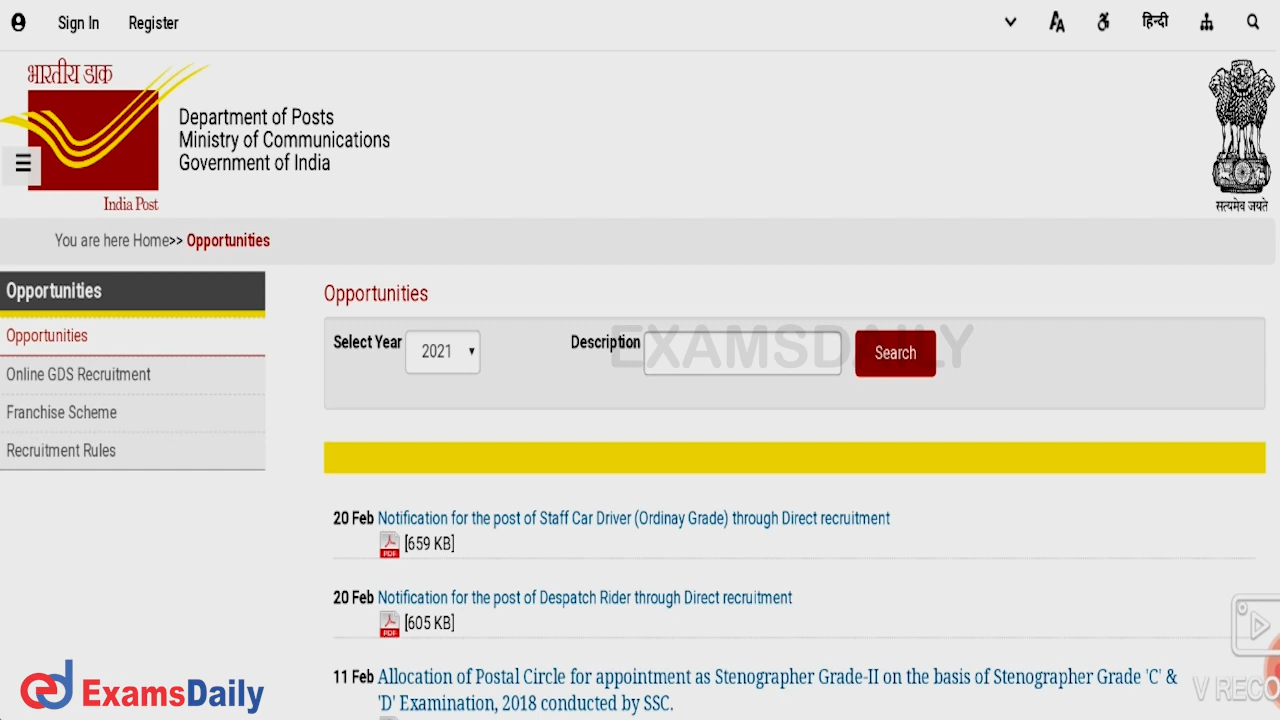 Sign In Register
हिन्दी
भारतीय डाक
Department of Posts
Ministry of Communications
Government of India
India Post
सत्यमेव जयते
You are here Home>> Opportunities
Opportunities
Opportunities
Online GDS Recruitment
Franchise Scheme
Recruitment Rules
Opportunities
Select Year 2021 Description Search
EXAMSDAILY
20 Feb Notification for the post of Staff Car Driver (Ordinay Grade) through Direct recruitment
PDF [659 KB]
20 Feb Notification for the post of Despatch Rider through Direct recruitment
PDF [605 KB]
11 Feb Allocation of Postal Circle for appointment as Stenographer Grade-II on the basis of Stenographer Grade 'C' &
'D' Examination, 2018 conducted by SSC.
ExamsDaily
V RECO